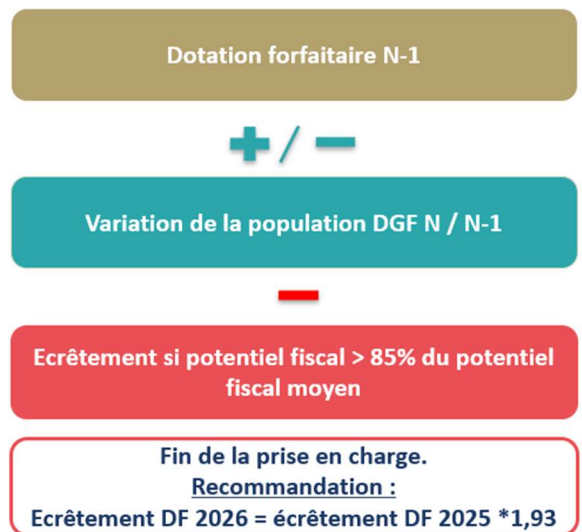 Dotation forfaitaire N-1
+ / −
Variation de la population DGF N / N-1
−
Ecrêtement si potentiel fiscal > 85% du potentiel
fiscal moyen
Fin de la prise en charge.
Recommandation :
Ecrêtement DF 2026 = écrêtement DF 2025 *1,93